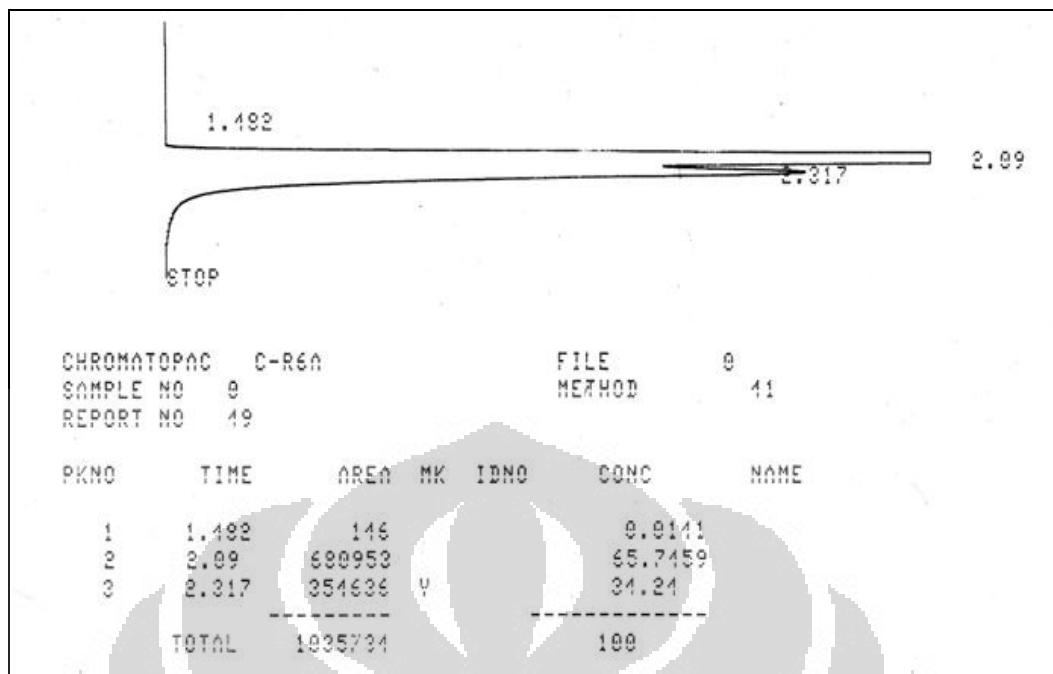 1.482
2.09
2.317
STOP
CHROMATOPAC C-R6A FILE 0
SAMPLE NO 0 METHOD 41
REPORT NO 49
PKNO TIME AREA MK IDNO CONC NAME
1 1.482 146 0.0141
2 2.09 680953 65.7459
3 2.317 354636 V 34.24
TOTAL 1035734 100